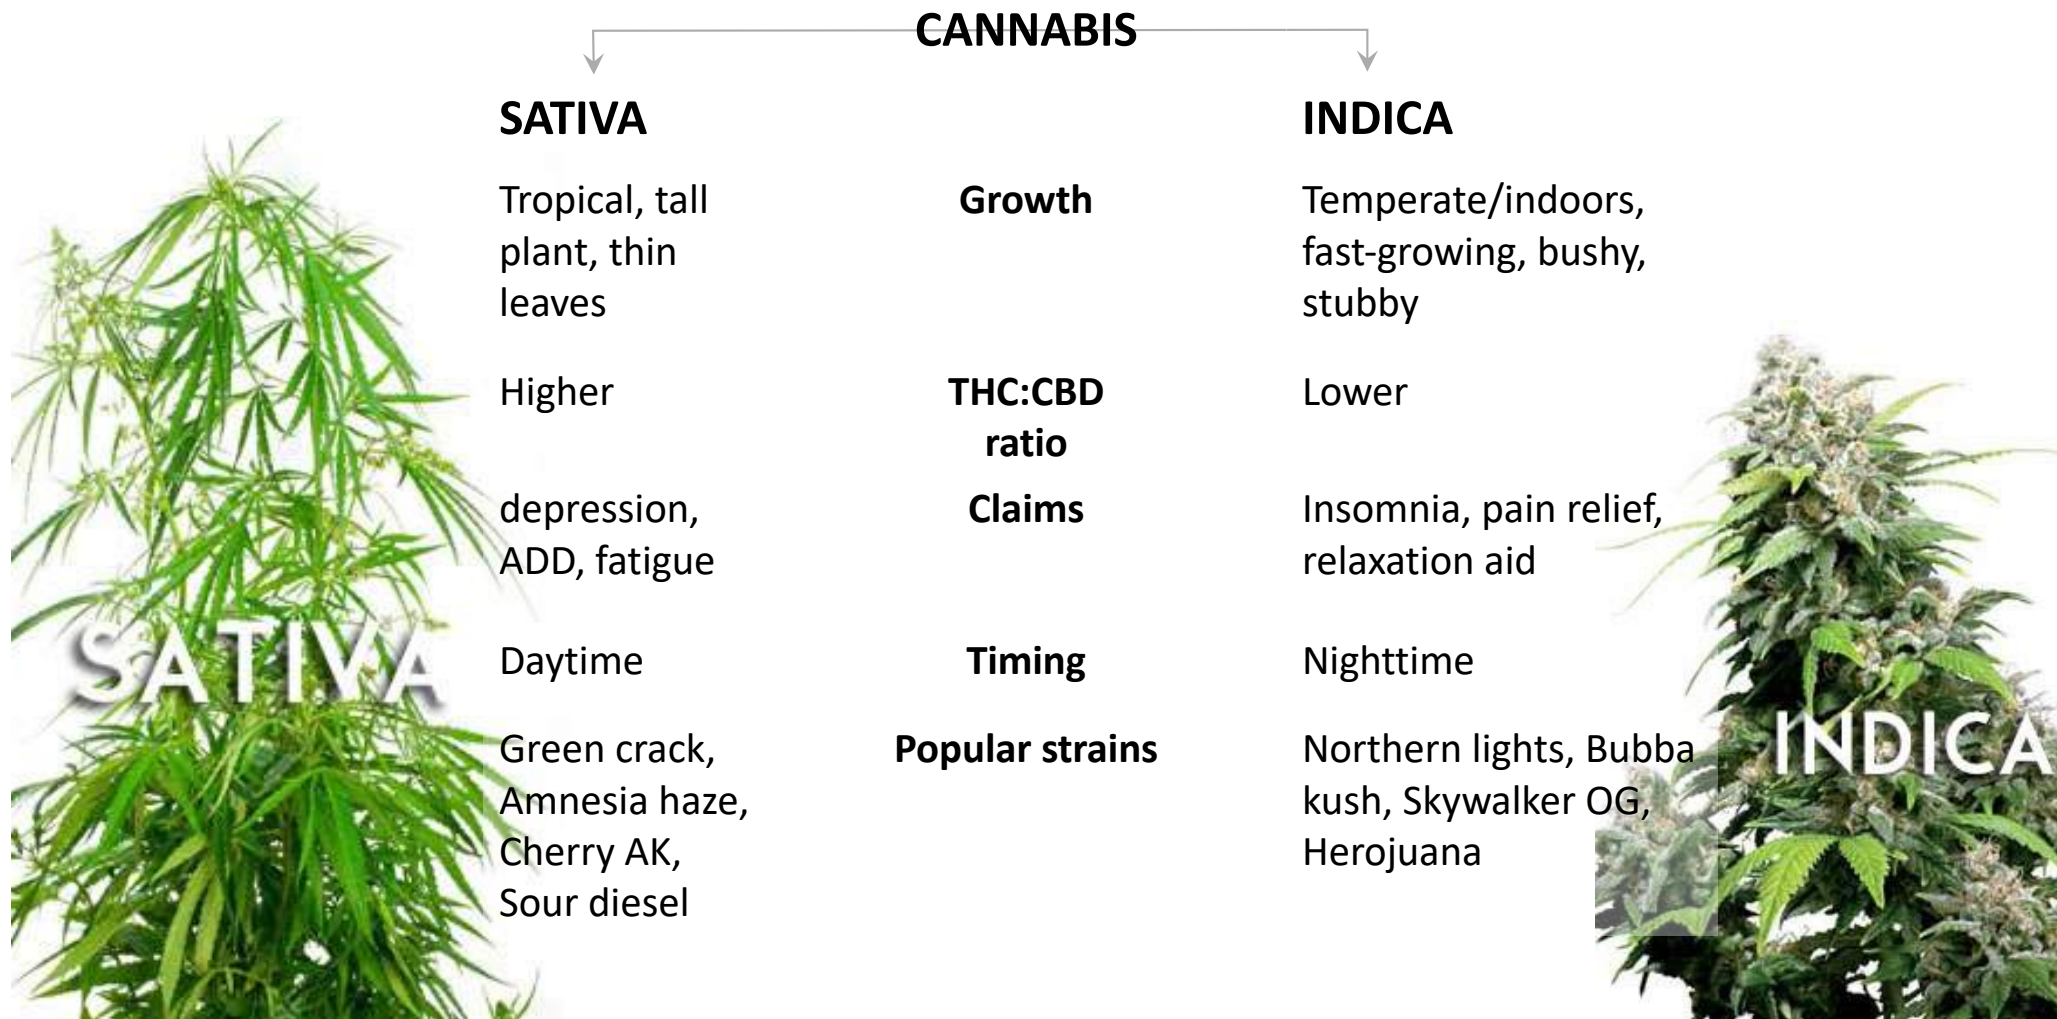 CANNABIS
SATIVA
INDICA
Tropical, tall
plant, thin
leaves
Growth
Temperate/indoors,
fast-growing, bushy,
stubby
Higher
THC:CBD
ratio
Lower
depression,
ADD, fatigue
Claims
Insomnia, pain relief,
relaxation aid
Daytime
Timing
Nighttime
Green crack,
Amnesia haze,
Cherry AK,
Sour diesel
Popular strains
Northern lights, Bubba
kush, Skywalker OG,
Herojuana
SATIVA
INDICA